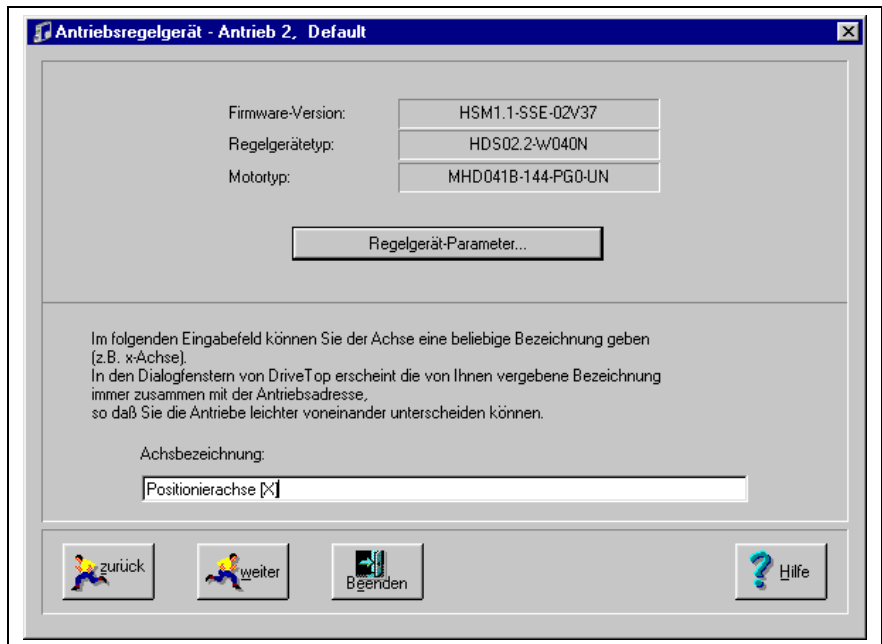 Antriebsregelgerät - Antrieb 2,  Default
Firmware-Version: HSM1.1-SSE-02V37
Regelgerätetyp: HDS02.2-W040N
Motortyp: MHD041B-144-PG0-UN
Regelgerät-Parameter...
Im folgenden Eingabefeld können Sie der Achse eine beliebige Bezeichnung geben
(z.B. x-Achse).
In den Dialogfenstern von DriveTop erscheint die von Ihnen vergebene Bezeichnung
immer zusammen mit der Antriebsadresse,
so daß Sie die Antriebe leichter voneinander unterscheiden können.
Achsbezeichnung:
Positionierachse [X]
zurück weiter Beenden Hilfe